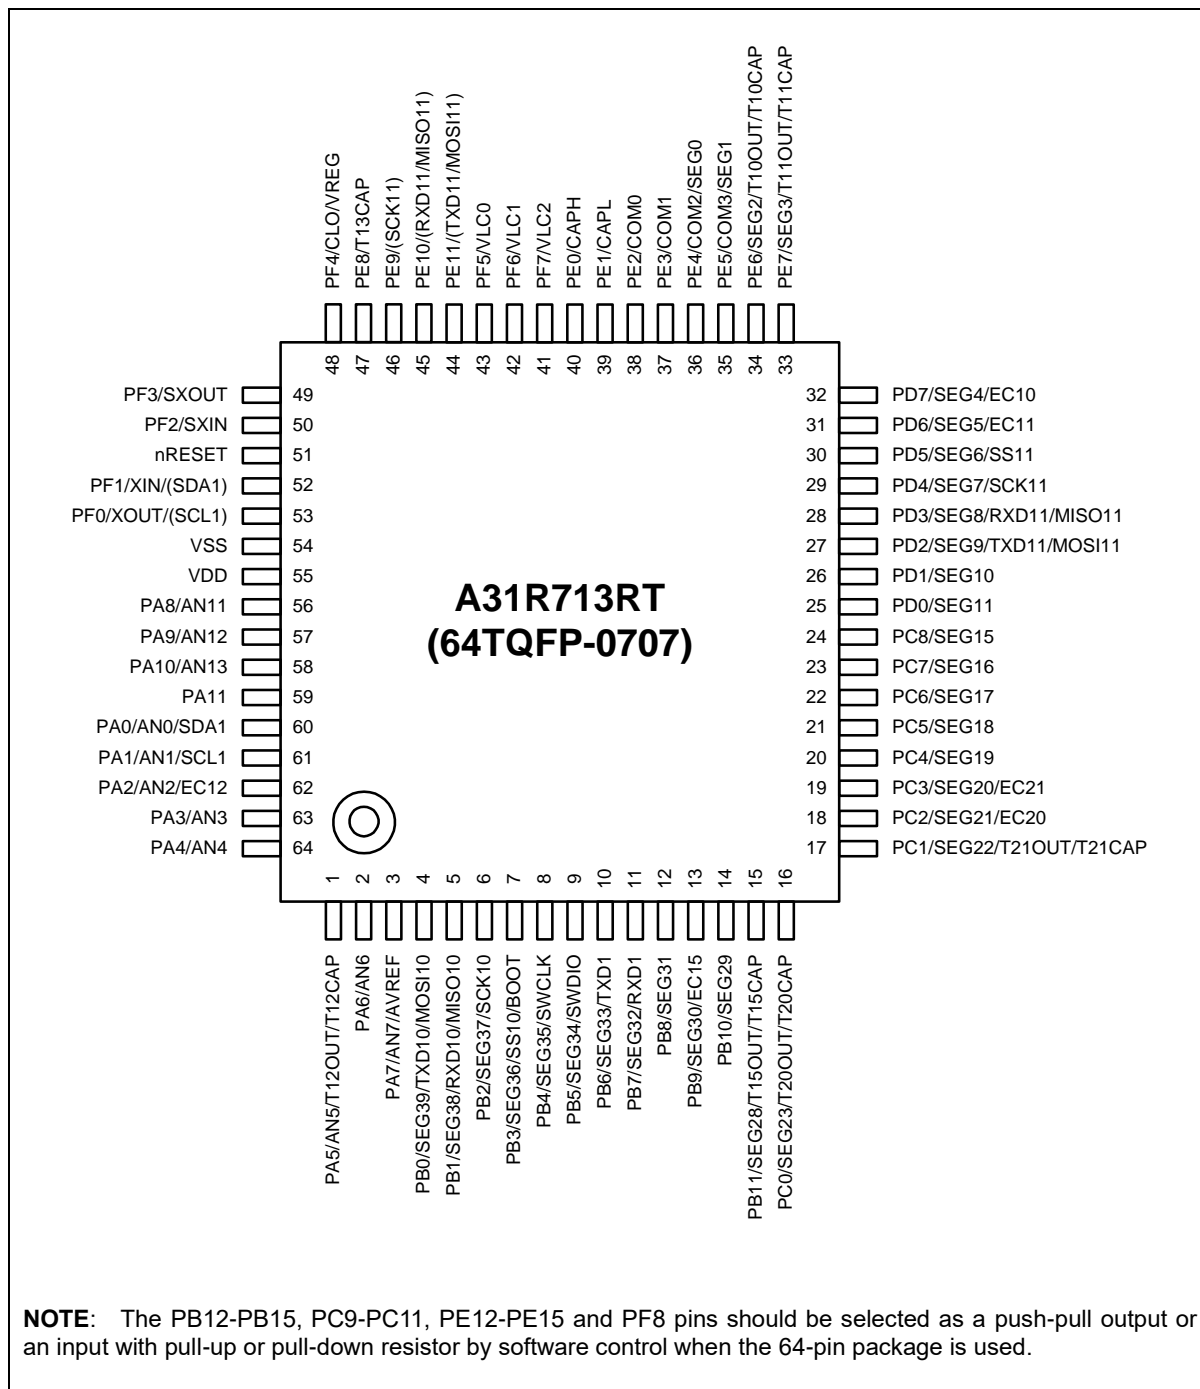 PF4/CLO/VREG
PE8/T13CAP
PE9/(SCK11)
PE10/(RXD11/MISO11)
PE11/(TXD11/MOSI11)
PF5/VLC0
PF6/VLC1
PF7/VLC2
PE0/CAPH
PE1/CAPL
PE2/COM0
PE3/COM1
PE4/COM2/SEG0
PE5/COM3/SEG1
PE6/SEG2/T10OUT/T10CAP
PE7/SEG3/T11OUT/T11CAP
48 47 46 45 44 43 42 41 40 39 38 37 36 35 34 33
PF3/SXOUT 49
PF2/SXIN 50
nRESET 51
PF1/XIN/(SDA1) 52
PF0/XOUT/(SCL1) 53
VSS 54
VDD 55
PA8/AN11 56
PA9/AN12 57
PA10/AN13 58
PA11 59
PA0/AN0/SDA1 60
PA1/AN1/SCL1 61
PA2/AN2/EC12 62
PA3/AN3 63
PA4/AN4 64
A31R713RT
(64TQFP-0707)
32 PD7/SEG4/EC10
31 PD6/SEG5/EC11
30 PD5/SEG6/SS11
29 PD4/SEG7/SCK11
28 PD3/SEG8/RXD11/MISO11
27 PD2/SEG9/TXD11/MOSI11
26 PD1/SEG10
25 PD0/SEG11
24 PC8/SEG15
23 PC7/SEG16
22 PC6/SEG17
21 PC5/SEG18
20 PC4/SEG19
19 PC3/SEG20/EC21
18 PC2/SEG21/EC20
17 PC1/SEG22/T21OUT/T21CAP
1 2 3 4 5 6 7 8 9 10 11 12 13 14 15 16
PA5/AN5/T12OUT/T12CAP
PA6/AN6
PA7/AN7/AVREF
PB0/SEG39/TXD10/MOSI10
PB1/SEG38/RXD10/MISO10
PB2/SEG37/SCK10
PB3/SEG36/SS10/BOOT
PB4/SEG35/SWCLK
PB5/SEG34/SWDIO
PB6/SEG33/TXD1
PB7/SEG32/RXD1
PB8/SEG31
PB9/SEG30/EC15
PB10/SEG29
PB11/SEG28/T15OUT/T15CAP
PC0/SEG23/T20OUT/T20CAP
NOTE: The PB12-PB15, PC9-PC11, PE12-PE15 and PF8 pins should be selected as a push-pull output or
an input with pull-up or pull-down resistor by software control when the 64-pin package is used.